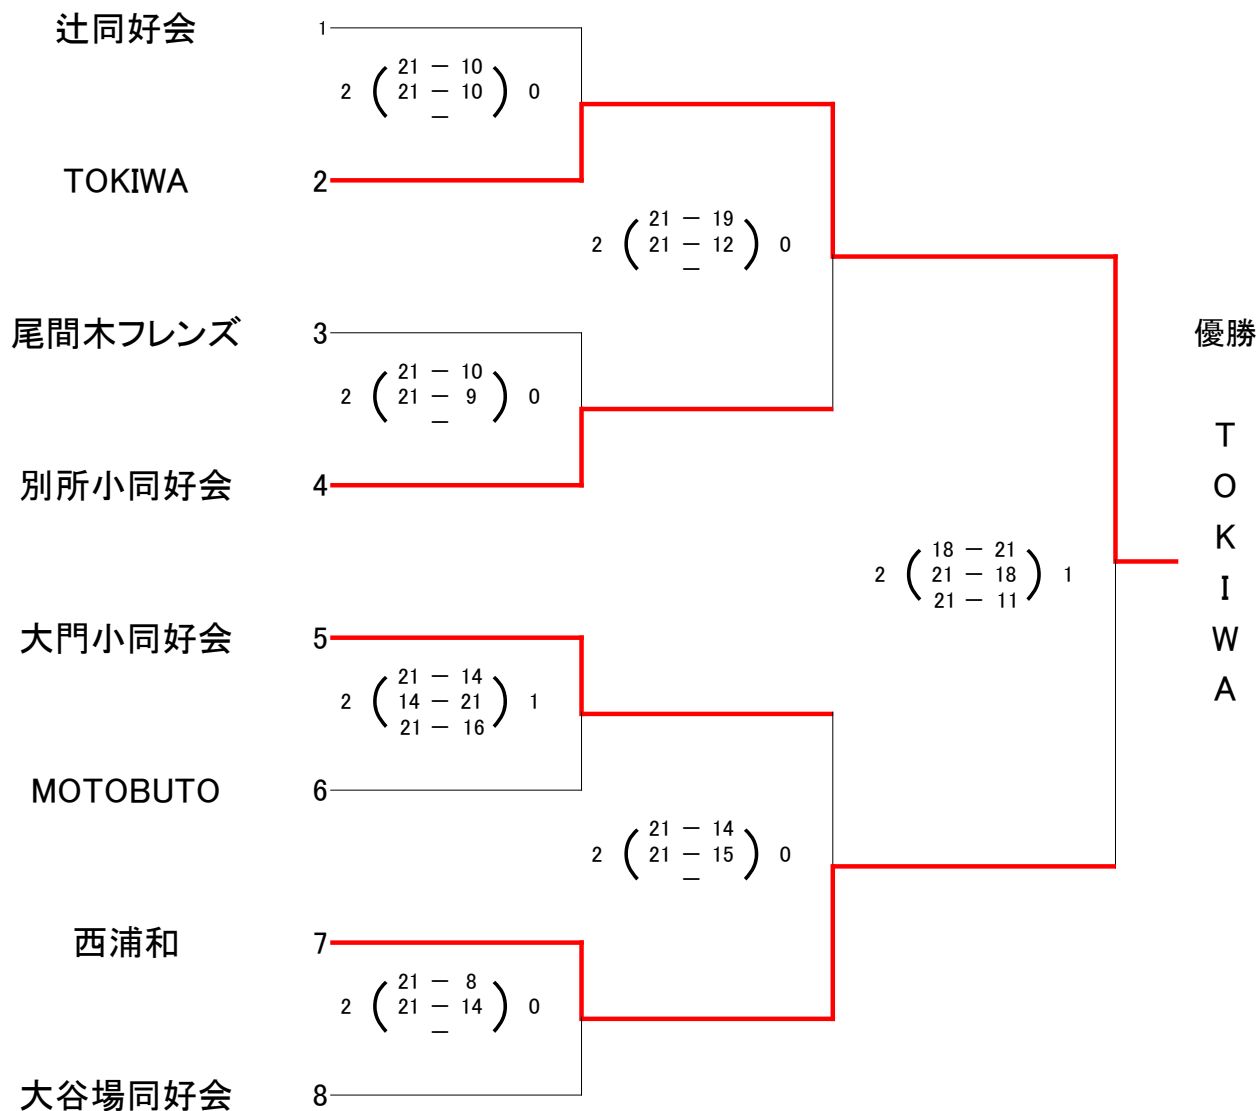 辻同好会 1
2 ( 21 － 10 21 － 10 － ) 0
TOKIWA 2
2 ( 21 － 19 21 － 12 － ) 0
尾間木フレンズ 3
2 ( 21 － 10 21 － 9 － ) 0
別所小同好会 4
2 ( 18 － 21 21 － 18 21 － 11 ) 1
大門小同好会 5
2 ( 21 － 14 14 － 21 21 － 16 ) 1
MOTOBUTO 6
2 ( 21 － 14 21 － 15 － ) 0
西浦和 7
2 ( 21 － 8 21 － 14 － ) 0
大谷場同好会 8
優勝
TOKIWA